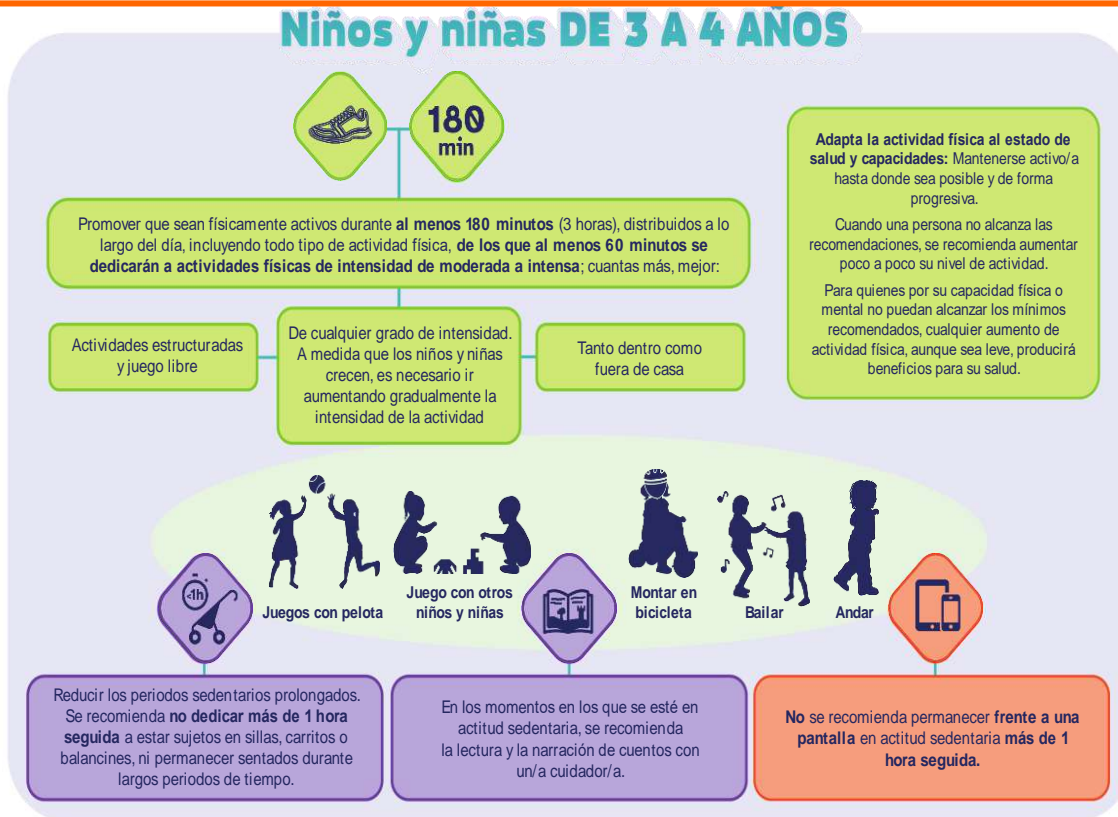 Niños y niñas DE 3 A 4 AÑOS
180
min
Promover que sean físicamente activos durante al menos 180 minutos (3 horas), distribuidos a lo
largo del día, incluyendo todo tipo de actividad física, de los que al menos 60 minutos se
dedicarán a actividades físicas de intensidad de moderada a intensa; cuantas más, mejor:
Actividades estructuradas
y juego libre
De cualquier grado de intensidad.
A medida que los niños y niñas
crecen, es necesario ir
aumentando gradualmente la
intensidad de la actividad
Tanto dentro como
fuera de casa
Adapta la actividad física al estado de
salud y capacidades: Mantenerse activo/a
hasta donde sea posible y de forma
progresiva.
Cuando una persona no alcanza las
recomendaciones, se recomienda aumentar
poco a poco su nivel de actividad.
Para quienes por su capacidad física o
mental no puedan alcanzar los mínimos
recomendados, cualquier aumento de
actividad física, aunque sea leve, producirá
beneficios para su salud.
Juegos con pelota
Juego con otros
niños y niñas
Montar en
bicicleta
Bailar
Andar
<1h
Reducir los periodos sedentarios prolongados.
Se recomienda no dedicar más de 1 hora
seguida a estar sujetos en sillas, carritos o
balancines, ni permanecer sentados durante
largos periodos de tiempo.
En los momentos en los que se esté en
actitud sedentaria, se recomienda
la lectura y la narración de cuentos con
un/a cuidador/a.
No se recomienda permanecer frente a una
pantalla en actitud sedentaria más de 1
hora seguida.